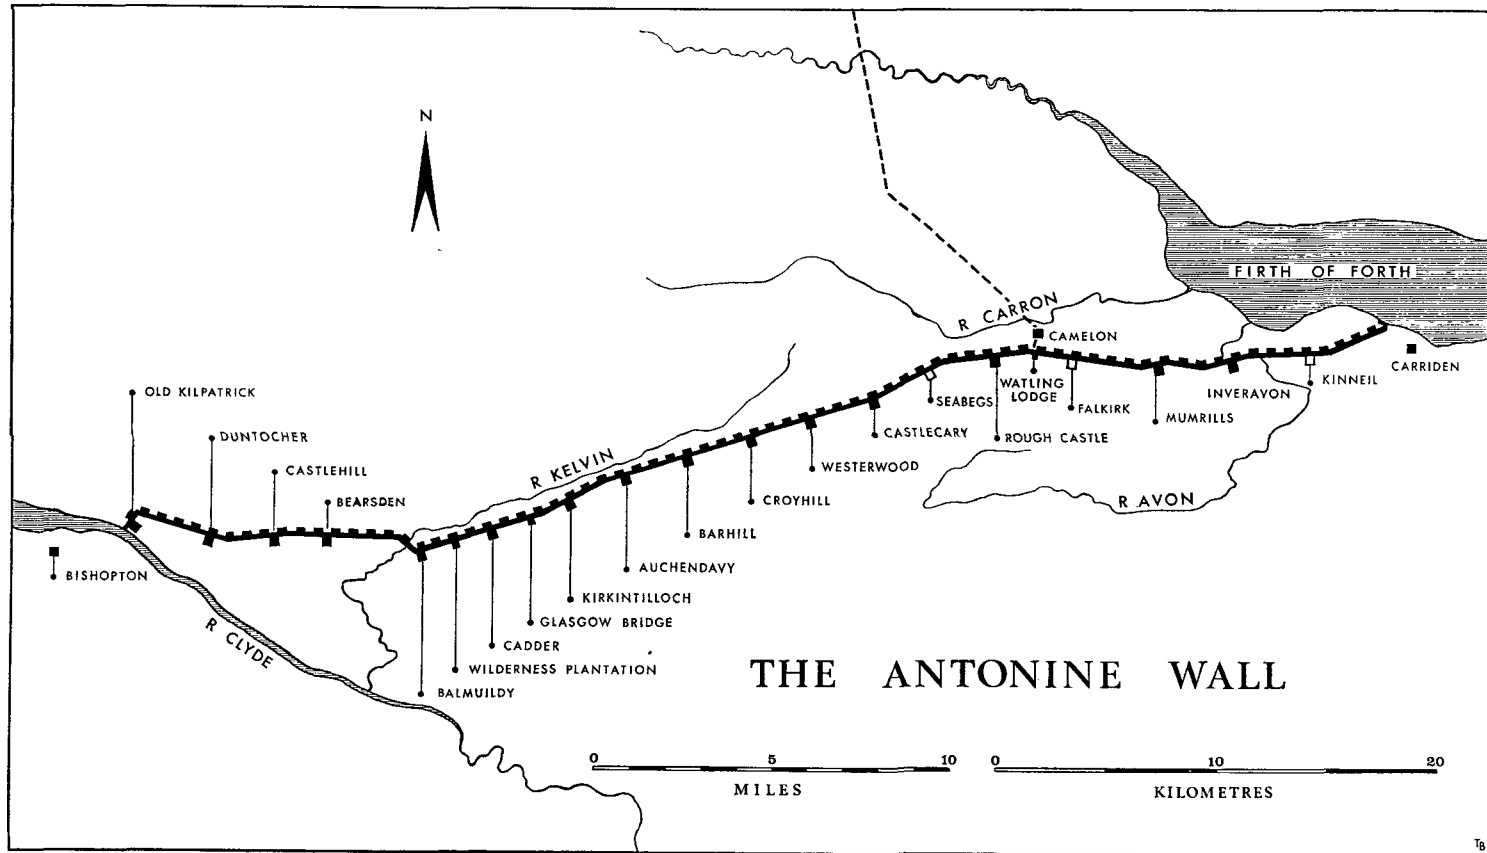 N
FIRTH OF FORTH
R CARRON
CAMELON
CARRIDEN
KINNEIL
INVERAVON
WATLING
LODGE
OLD KILPATRICK
SEABEGS
FALKIRK
MUMRILLS
DUNTOCHER
CASTLECARY
ROUGH CASTLE
CASTLEHILL
R KELVIN
WESTERWOOD
BEARSDEN
CROYHILL
R AVON
BARHILL
BISHOPTON
AUCHENDAVY
KIRKINTILLOCH
GLASGOW BRIDGE
R CLYDE
CADDER
WILDERNESS PLANTATION
BALMUILDY
THE ANTONINE WALL
0 5 10
MILES
0 10 20
KILOMETRES
TB